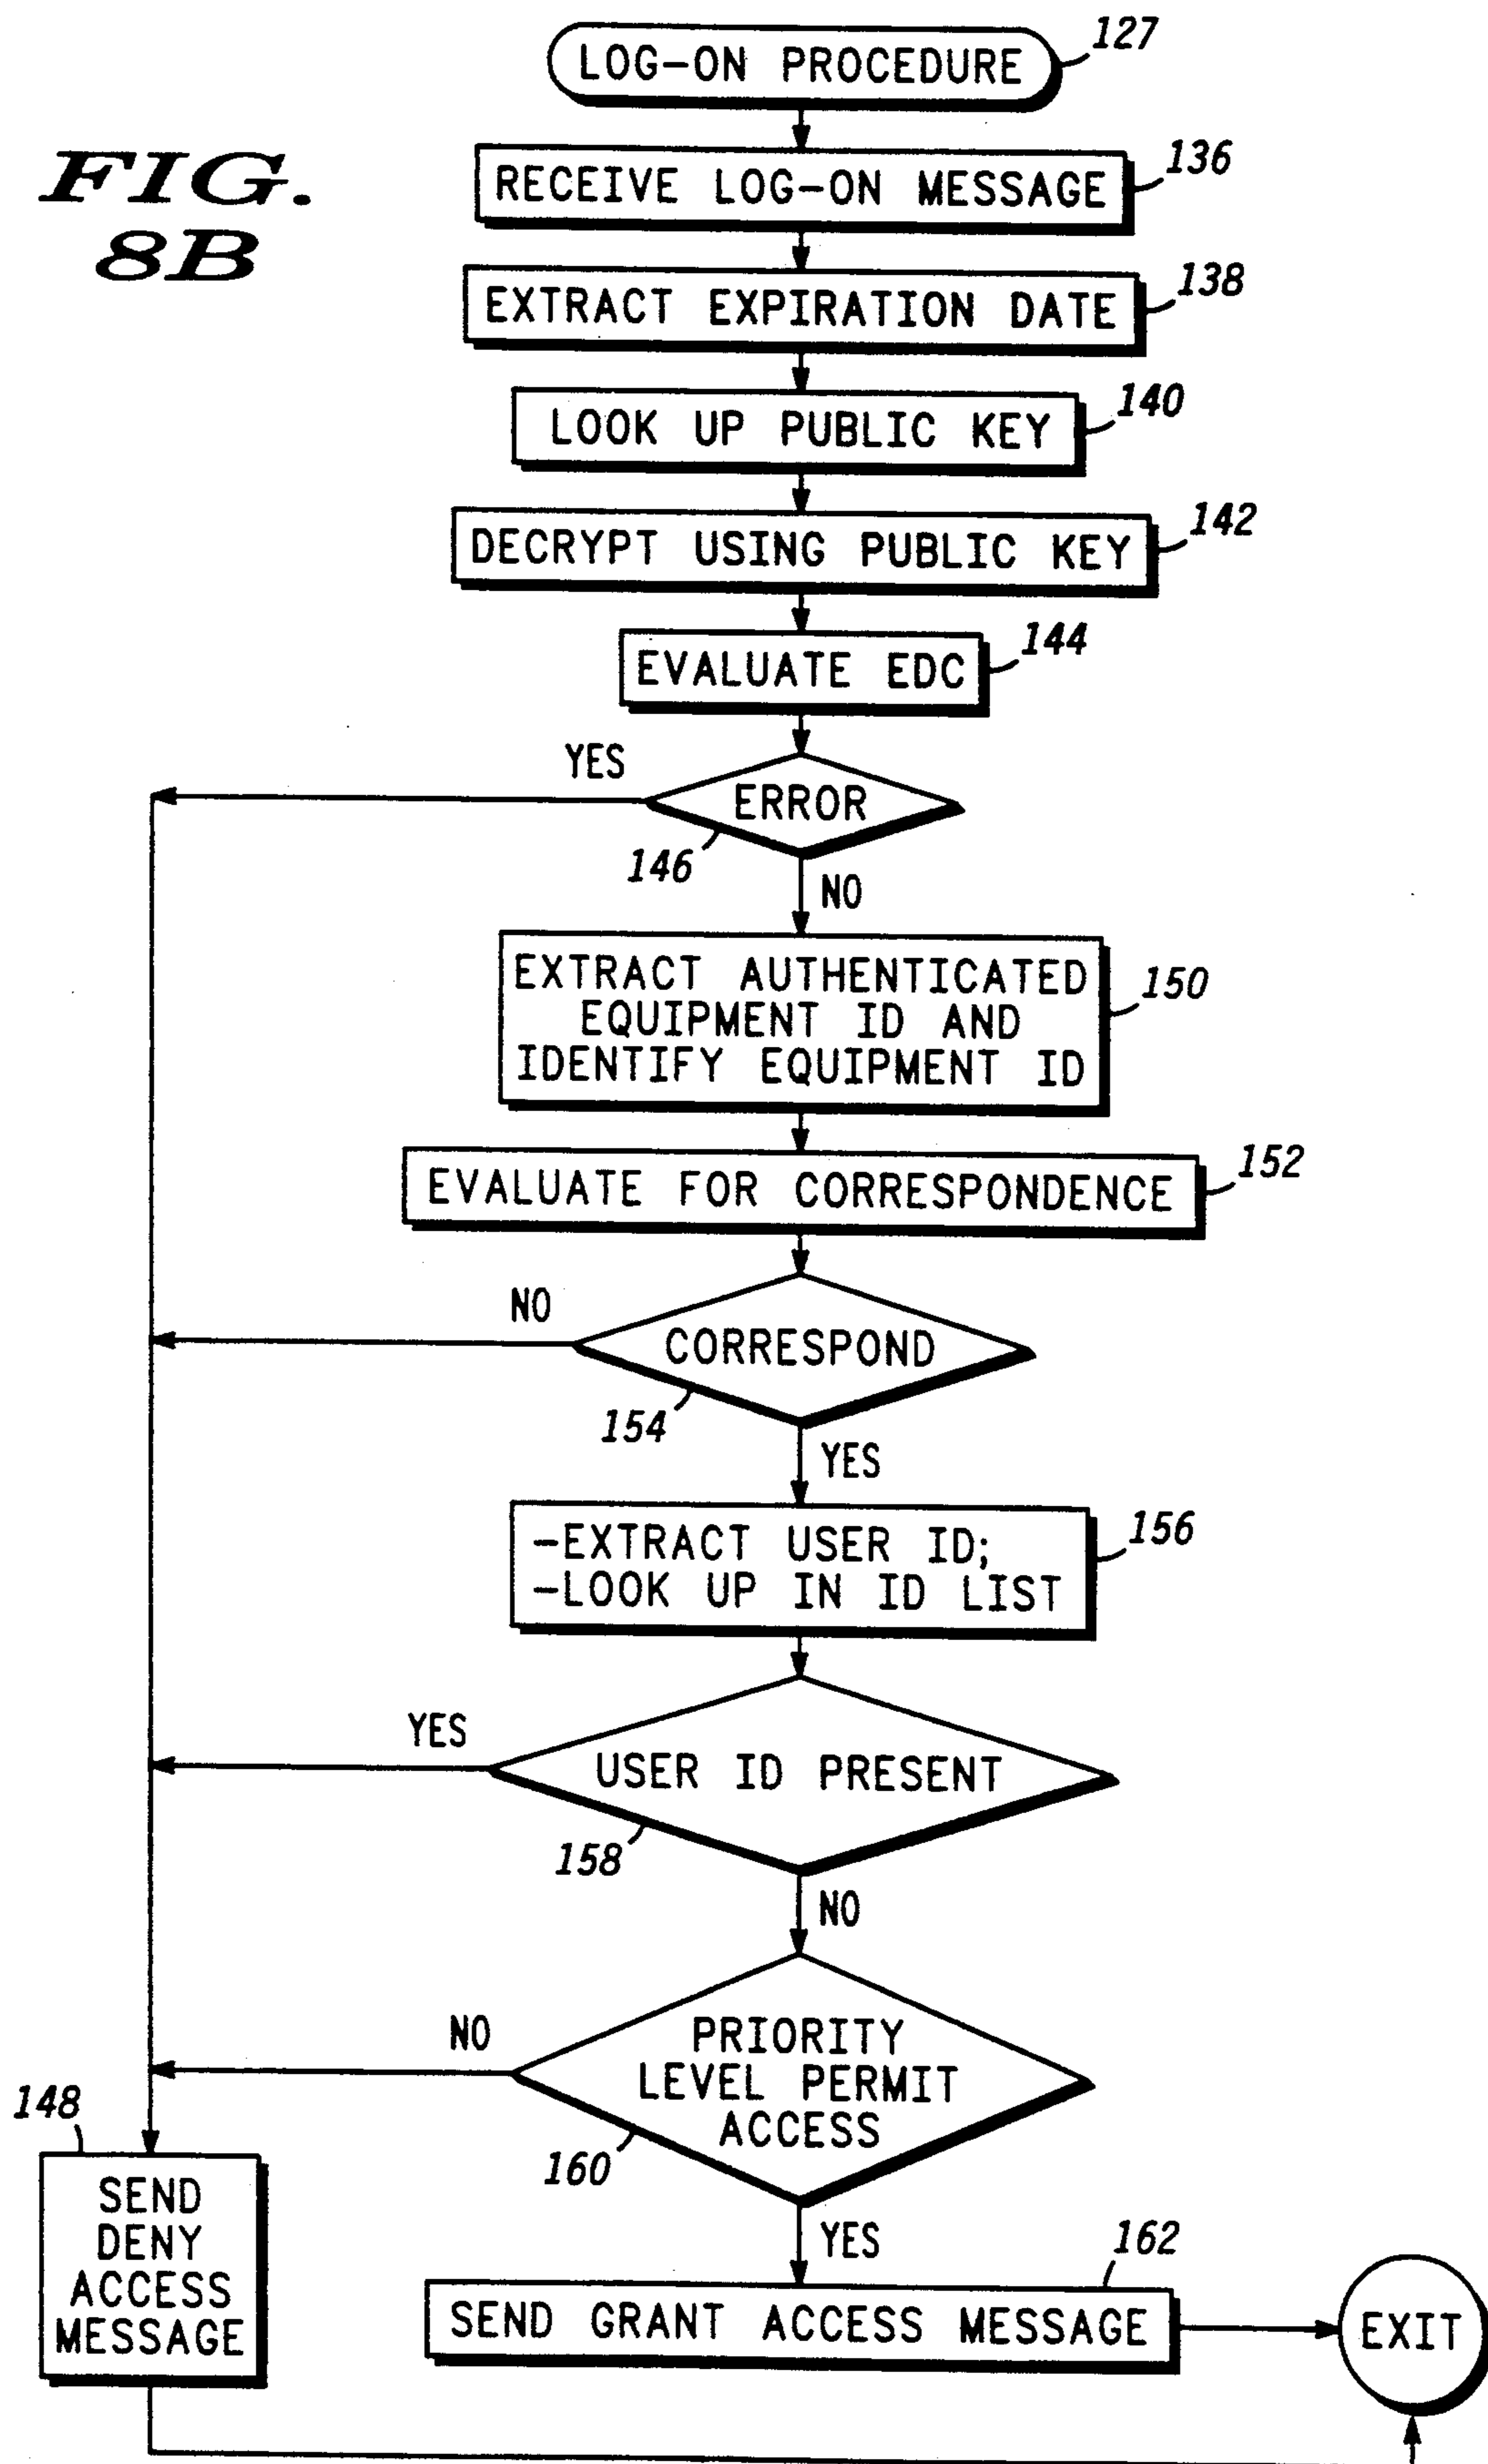 FIG.
8B
LOG-ON PROCEDURE
127
RECEIVE LOG-ON MESSAGE
136
EXTRACT EXPIRATION DATE
138
LOOK UP PUBLIC KEY
140
DECRYPT USING PUBLIC KEY
142
EVALUATE EDC
144
YES
ERROR
146
NO
EXTRACT AUTHENTICATED
EQUIPMENT ID AND
IDENTIFY EQUIPMENT ID
150
EVALUATE FOR CORRESPONDENCE
152
NO
CORRESPOND
154
YES
-EXTRACT USER ID;
-LOOK UP IN ID LIST
156
YES
USER ID PRESENT
158
NO
NO
PRIORITY
LEVEL PERMIT
ACCESS
160
YES
148
SEND
DENY
ACCESS
MESSAGE
SEND GRANT ACCESS MESSAGE
162
EXIT